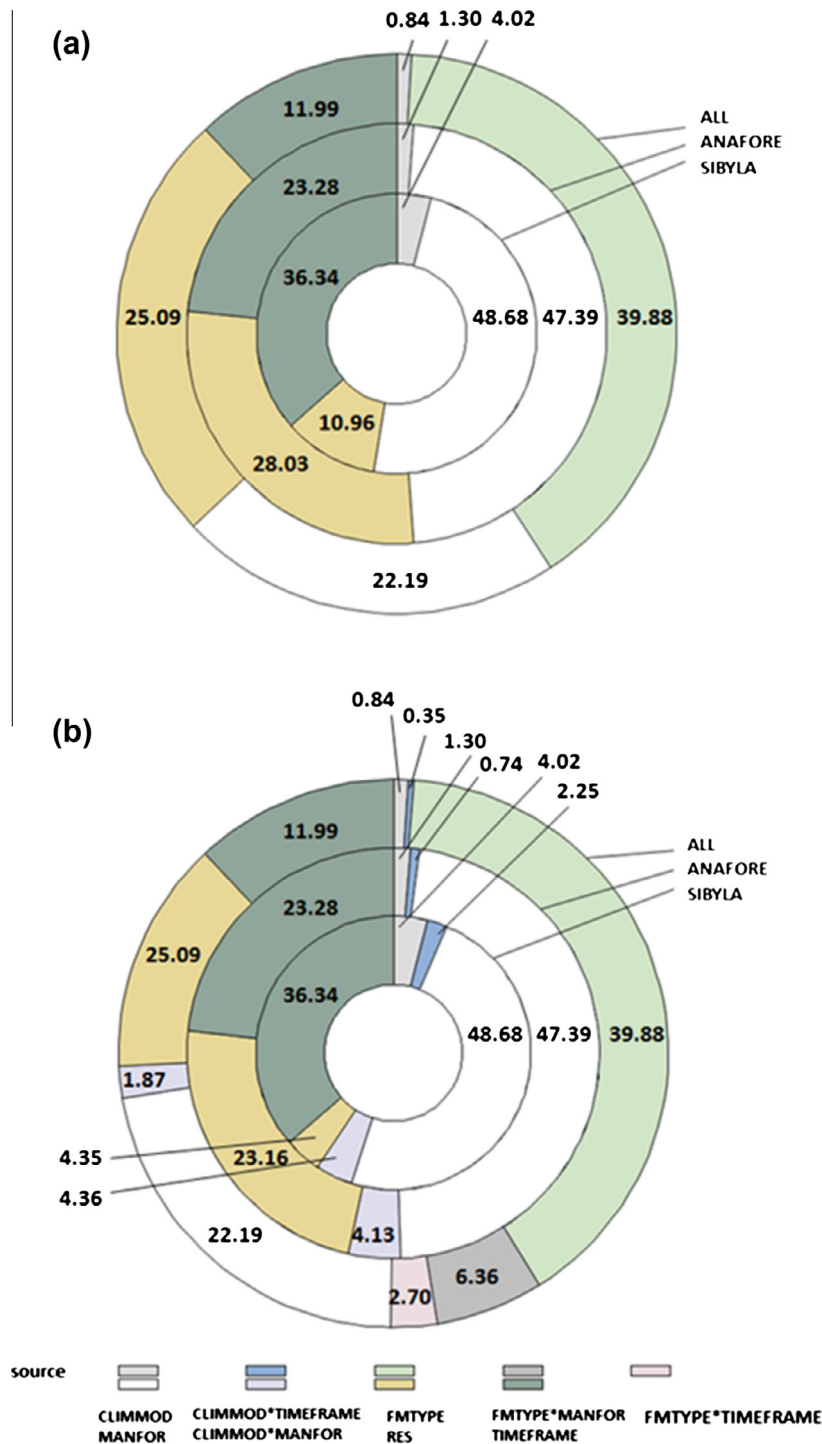 (a)
0.84 1.30 4.02
ALL
ANAFORE
SIBYLA
11.99
23.28
36.34
25.09
48.68 47.39 39.88
10.96
28.03
22.19
(b)
0.84
0.35
1.30
0.74
4.02
2.25
ALL
ANAFORE
SIBYLA
11.99
23.28
25.09
36.34
48.68 47.39 39.88
1.87
4.35
23.16
4.36
22.19
4.13
6.36
2.70
source
CLIMMOD CLIMMOD*TIMEFRAME FMTYPE FMTYPE*MANFOR FMTYPE*TIMEFRAME
MANFOR CLIMMOD*MANFOR RES TIMEFRAME